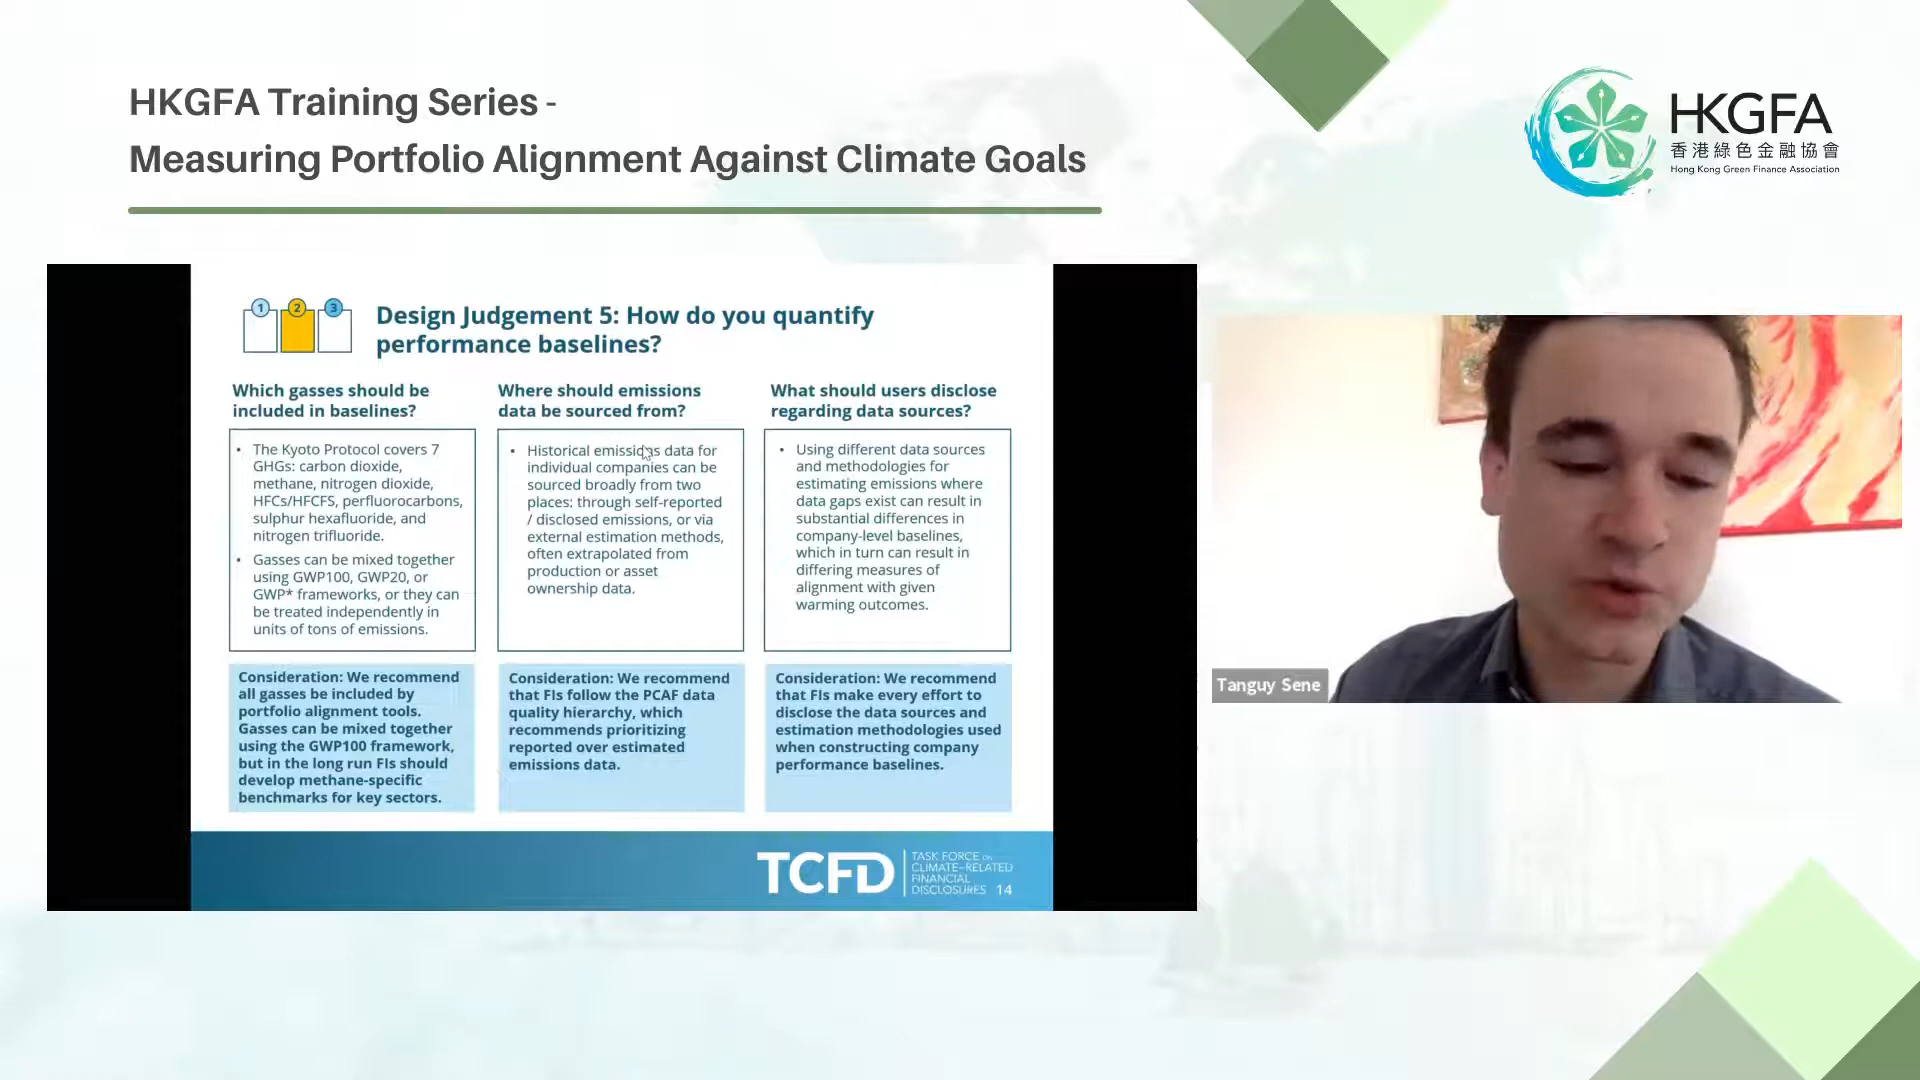 HKGFA Training Series -
Measuring Portfolio Alignment Against Climate Goals
HKGFA
香港綠色金融協會
Hong Kong Green Finance Association
1 2 3
Design Judgement 5: How do you quantify
performance baselines?
Which gasses should be
included in baselines?
• The Kyoto Protocol covers 7
GHGs: carbon dioxide,
methane, nitrogen dioxide,
HFCs/HFCFS, perfluorocarbons,
sulphur hexafluoride, and
nitrogen trifluoride.
• Gasses can be mixed together
using GWP100, GWP20, or
GWP* frameworks, or they can
be treated independently in
units of tons of emissions.
Consideration: We recommend
all gasses be included by
portfolio alignment tools.
Gasses can be mixed together
using the GWP100 framework,
but in the long run FIs should
develop methane-specific
benchmarks for key sectors.
Where should emissions
data be sourced from?
• Historical emissions data for
individual companies can be
sourced broadly from two
places: through self-reported
/ disclosed emissions, or via
external estimation methods,
often extrapolated from
production or asset
ownership data.
Consideration: We recommend
that FIs follow the PCAF data
quality hierarchy, which
recommends prioritizing
reported over estimated
emissions data.
What should users disclose
regarding data sources?
• Using different data sources
and methodologies for
estimating emissions where
data gaps exist can result in
substantial differences in
company-level baselines,
which in turn can result in
differing measures of
alignment with given
warming outcomes.
Consideration: We recommend
that FIs make every effort to
disclose the data sources and
estimation methodologies used
when constructing company
performance baselines.
TCFD
TASK FORCE ON
CLIMATE-RELATED
FINANCIAL
DISCLOSURES 14
Tanguy Sene